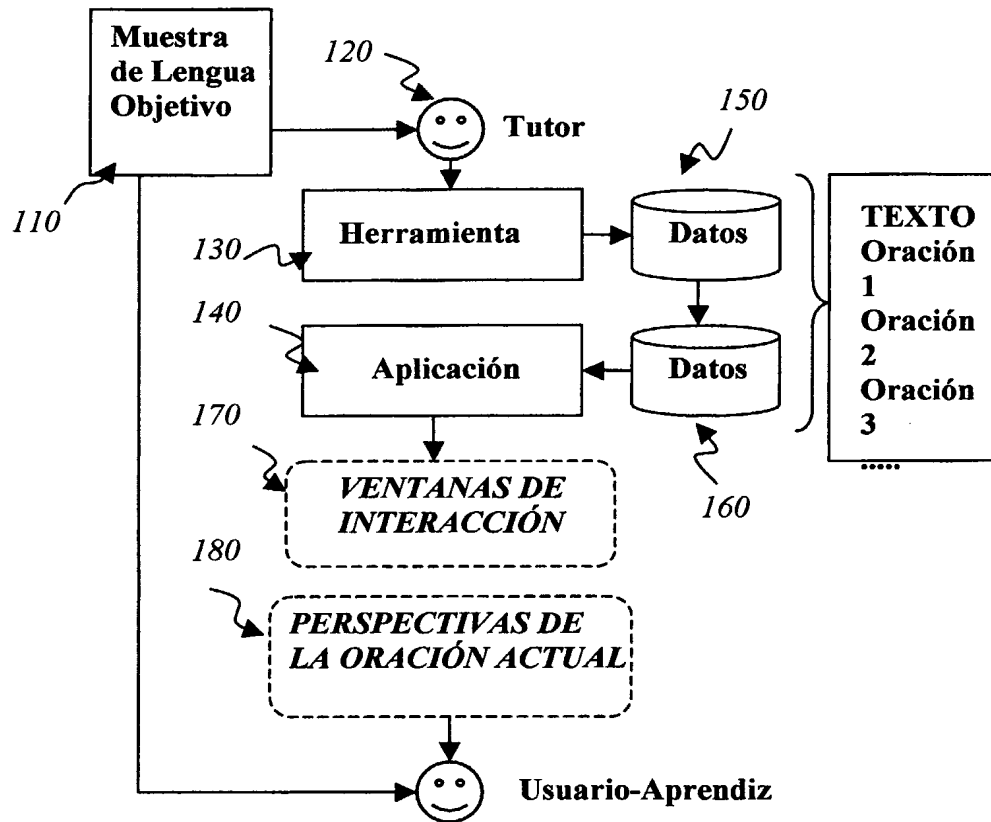 Muestra
de Lengua
Objetivo
120
Tutor
150
110
130
Herramienta
Datos
TEXTO
Oración
1
Oración
2
Oración
3
.....
140
Aplicación
Datos
170
VENTANAS DE
INTERACCIÓN
160
180
PERSPECTIVAS DE
LA ORACIÓN ACTUAL
Usuario-Aprendiz